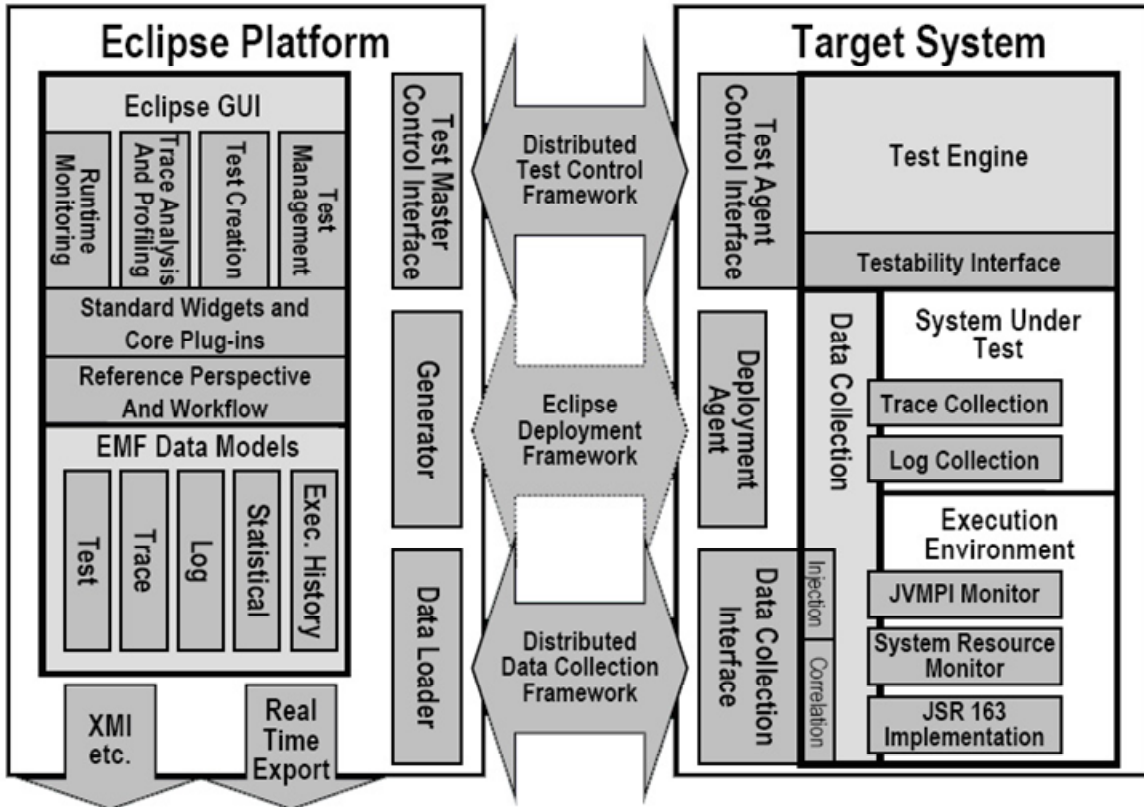 Eclipse Platform
Eclipse GUI
Runtime
Monitoring
Trace Analysis
And Profiling
Test Creation
Test
Management
Standard Widgets and
Core Plug-ins
Reference Perspective
And Workflow
EMF Data Models
Test
Trace
Log
Statistical
Exec. History
XMI
etc.
Real
Time
Export
Test Master
Control Interface
Generator
Data Loader
Distributed
Test Control
Framework
Eclipse
Deployment
Framework
Distributed
Data Collection
Framework
Target System
Test Agent
Control Interface
Deployment
Agent
Data Collection
Interface
Injection
Correlation
Test Engine
Testability Interface
Data Collection
System Under
Test
Trace Collection
Log Collection
Execution
Environment
JVMPI Monitor
System Resource
Monitor
JSR 163
Implementation